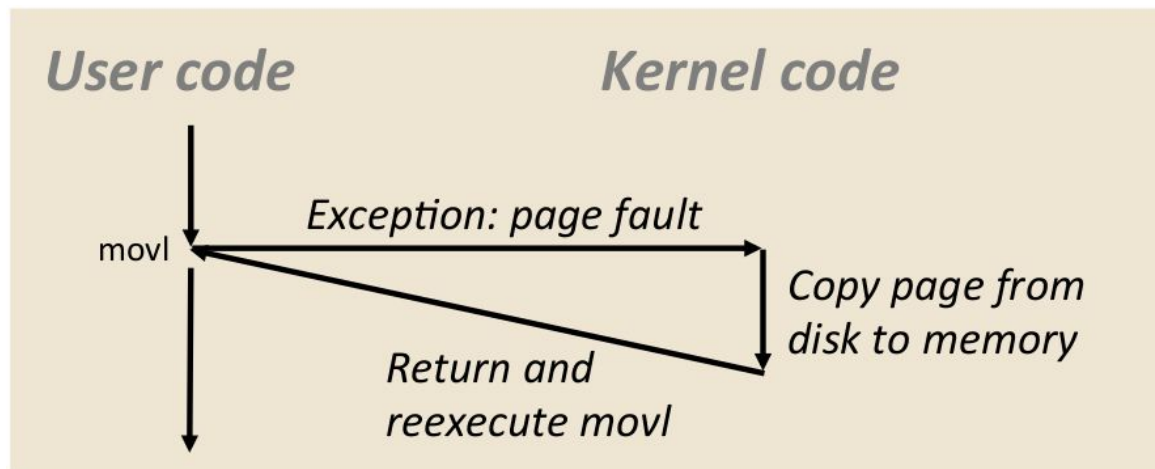 User code
Kernel code
Exception: page fault
movl
Copy page from
disk to memory
Return and
reexecute movl